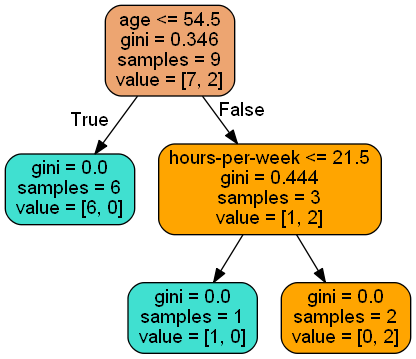 age <= 54.5
gini = 0.346
samples = 9
value = [7, 2]
True
False
gini = 0.0
samples = 6
value = [6, 0]
hours-per-week <= 21.5
gini = 0.444
samples = 3
value = [1, 2]
gini = 0.0
samples = 1
value = [1, 0]
gini = 0.0
samples = 2
value = [0, 2]